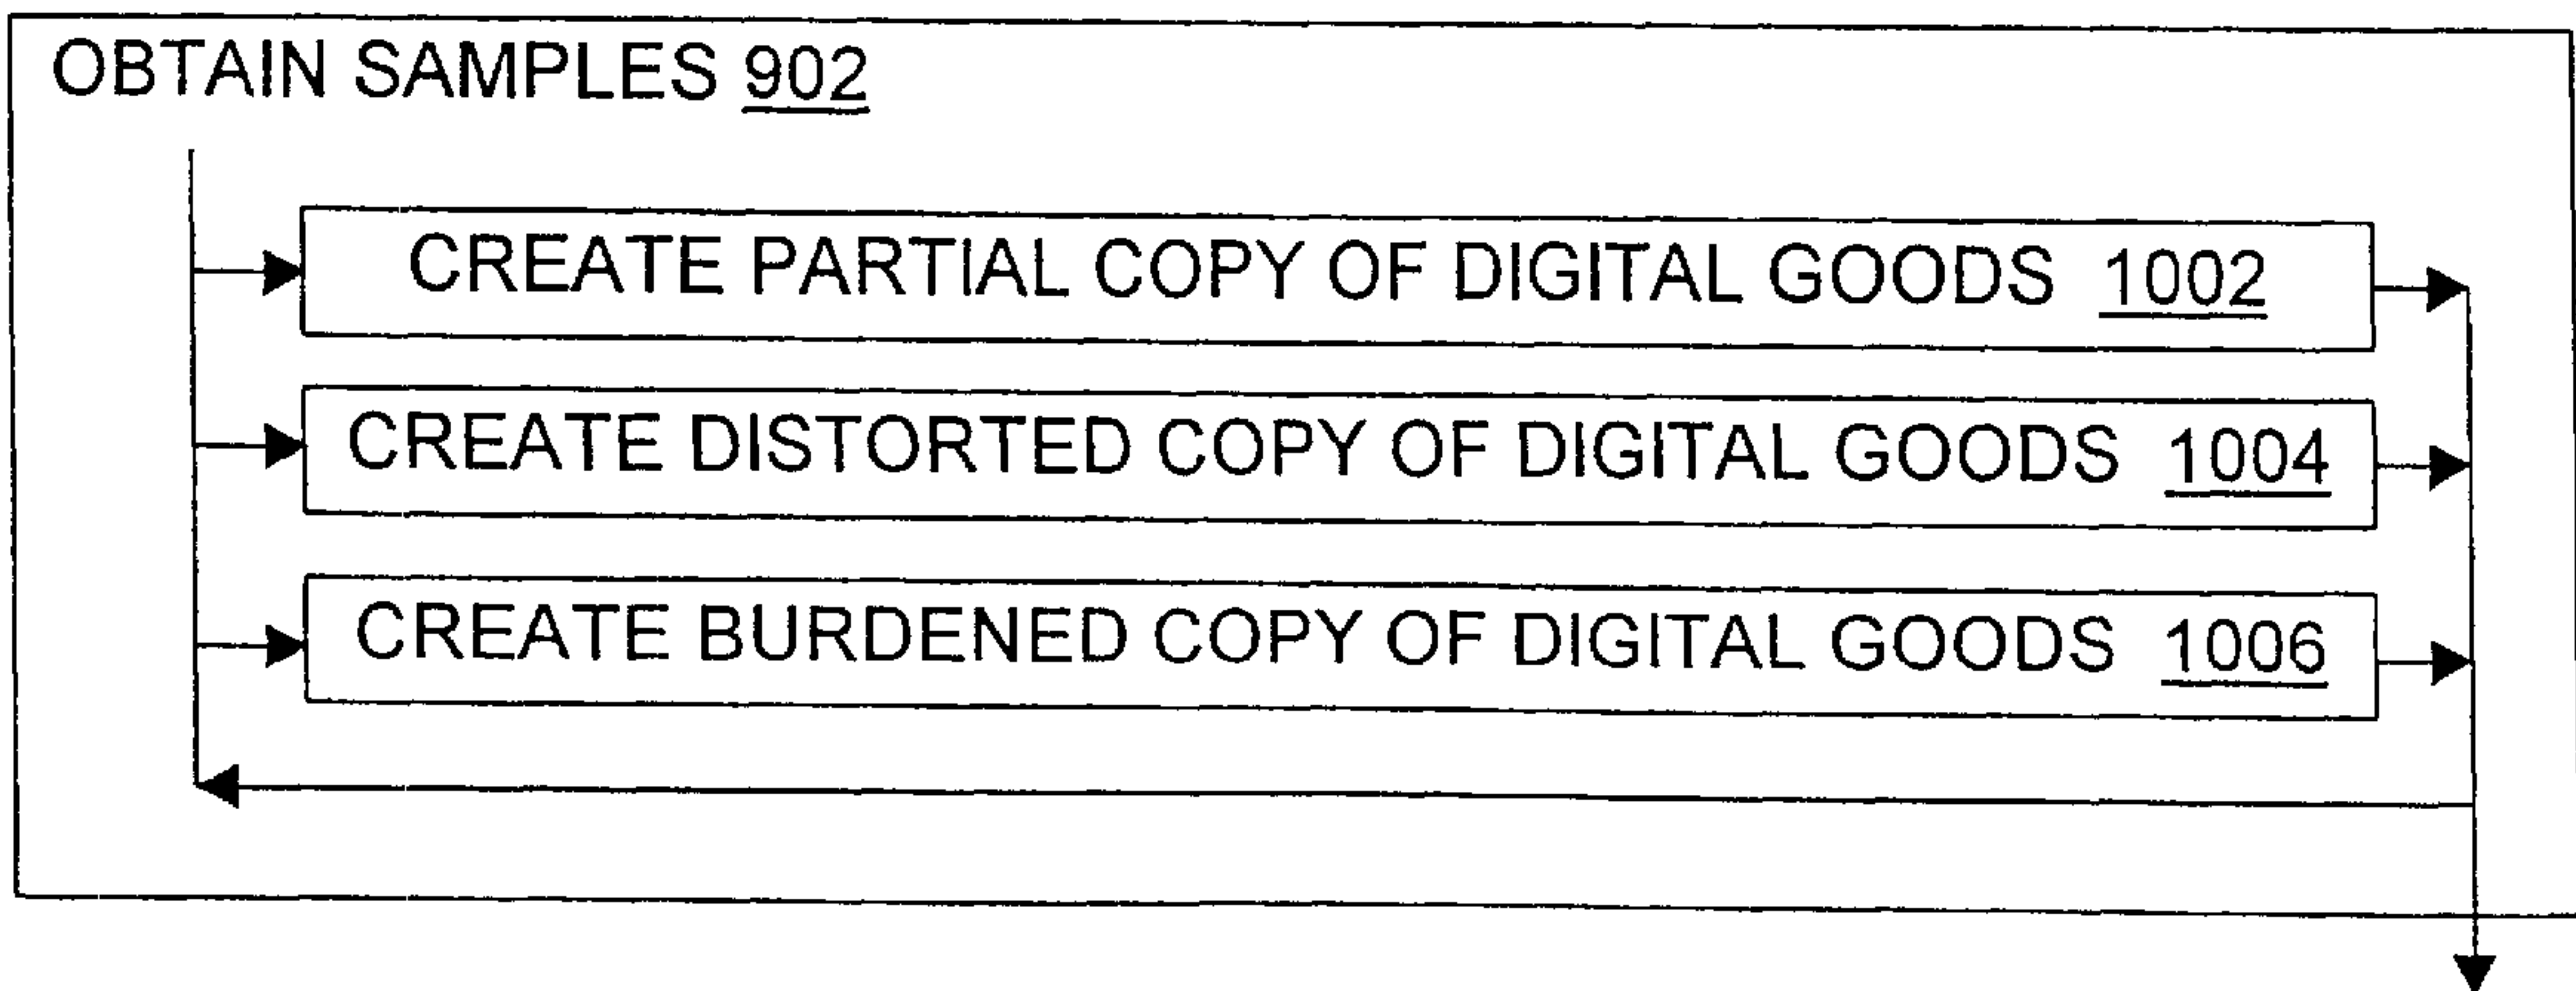 OBTAIN SAMPLES 902
CREATE PARTIAL COPY OF DIGITAL GOODS 1002
CREATE DISTORTED COPY OF DIGITAL GOODS 1004
CREATE BURDENED COPY OF DIGITAL GOODS 1006